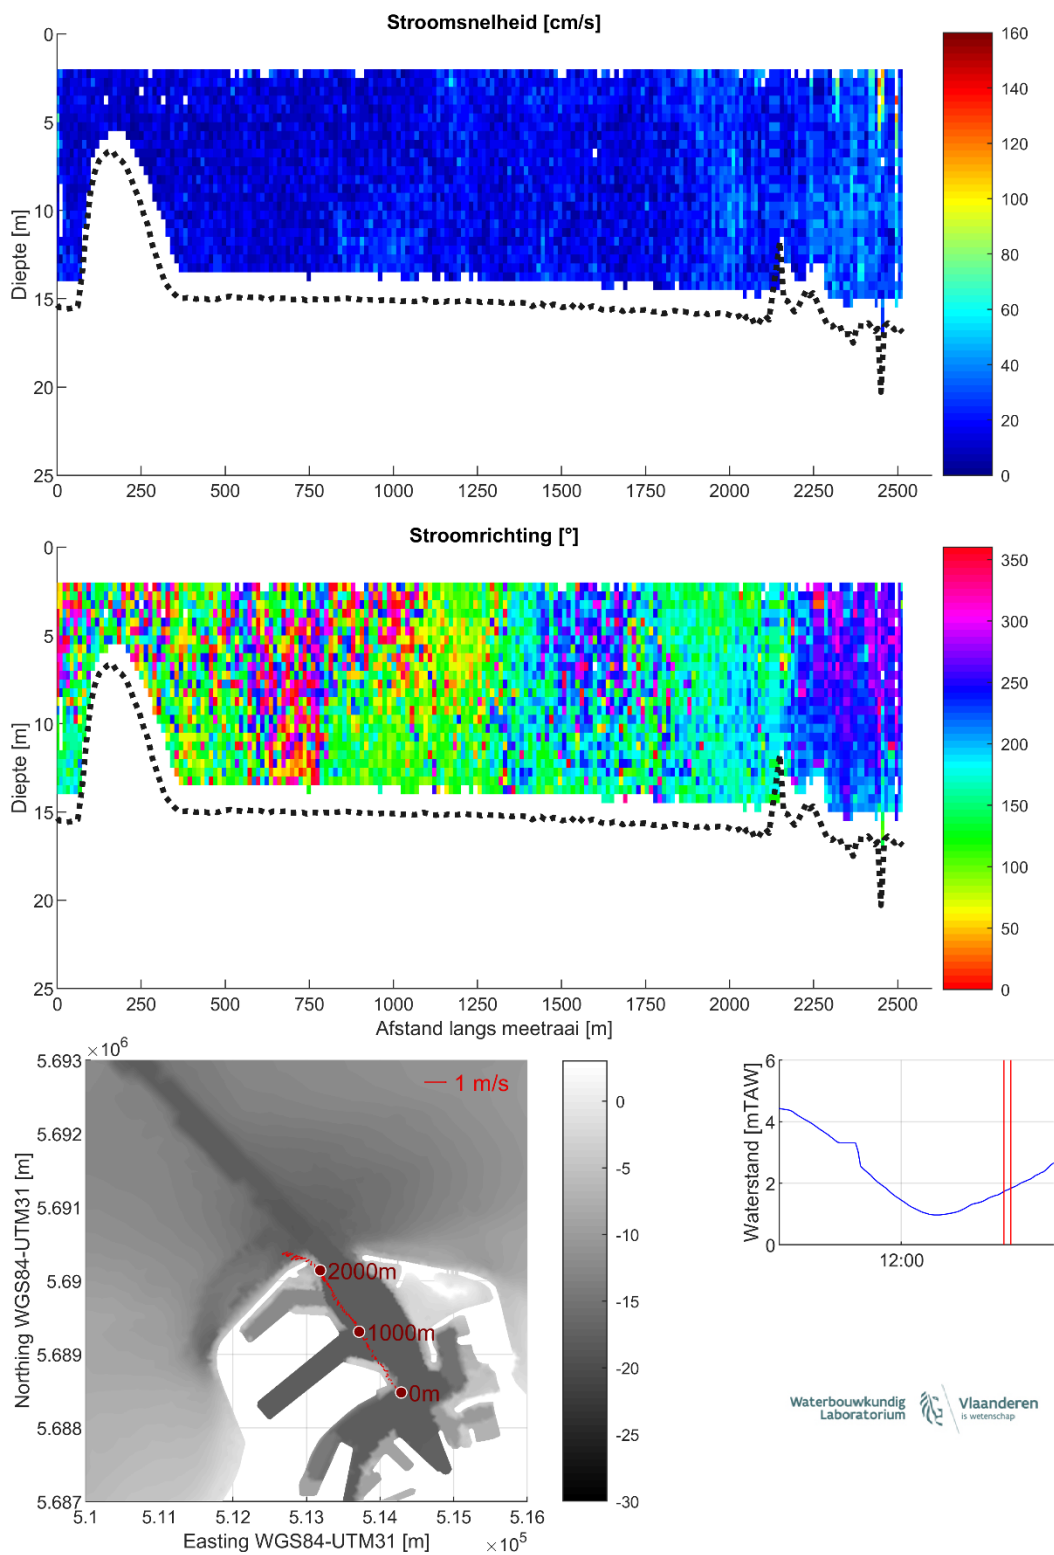 Stroomsnelheid [cm/s]
Diepte [m]
0
5
10
15
20
25
0 250 500 750 1000 1250 1500 1750 2000 2250 2500
160
140
120
100
80
60
40
20
0
Stroomrichting [°]
Diepte [m]
0
5
10
15
20
25
0 250 500 750 1000 1250 1500 1750 2000 2250 2500
Afstand langs meetraai [m]
350
300
250
200
150
100
50
0
×10⁶
Northing WGS84-UTM31 [m]
5.693
5.692
5.691
5.69
5.689
5.688
5.687
5.1 5.12 5.13 5.14 5.15 5.16
Easting WGS84-UTM31 [m]
×10⁵
1 m/s
2000m
1000m
0m
0
-5
-10
-15
-20
-25
-30
Waterstand [mTAW]
6
4
2
0
12:00
Waterbouwkundig
Laboratorium
Vlaanderen
is wetenschap